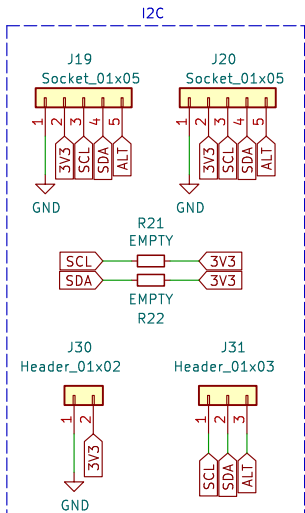 I2C
J19
Socket_01x05
1
2
3
4
5
3V3
SCL
SDA
ALT
GND
J20
Socket_01x05
1
2
3
4
5
3V3
SCL
SDA
ALT
GND
R21
EMPTY
SCL
3V3
SDA
3V3
EMPTY
R22
J30
Header_01x02
1
2
3V3
GND
J31
Header_01x03
1
2
3
SCL
SDA
ALT